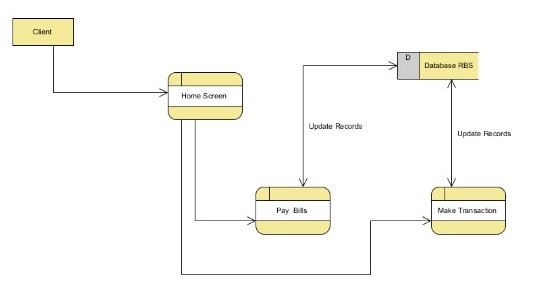 Client
D
Database RBS
Home Screen
Update Records
Update Records
Pay Bills
Make Transaction